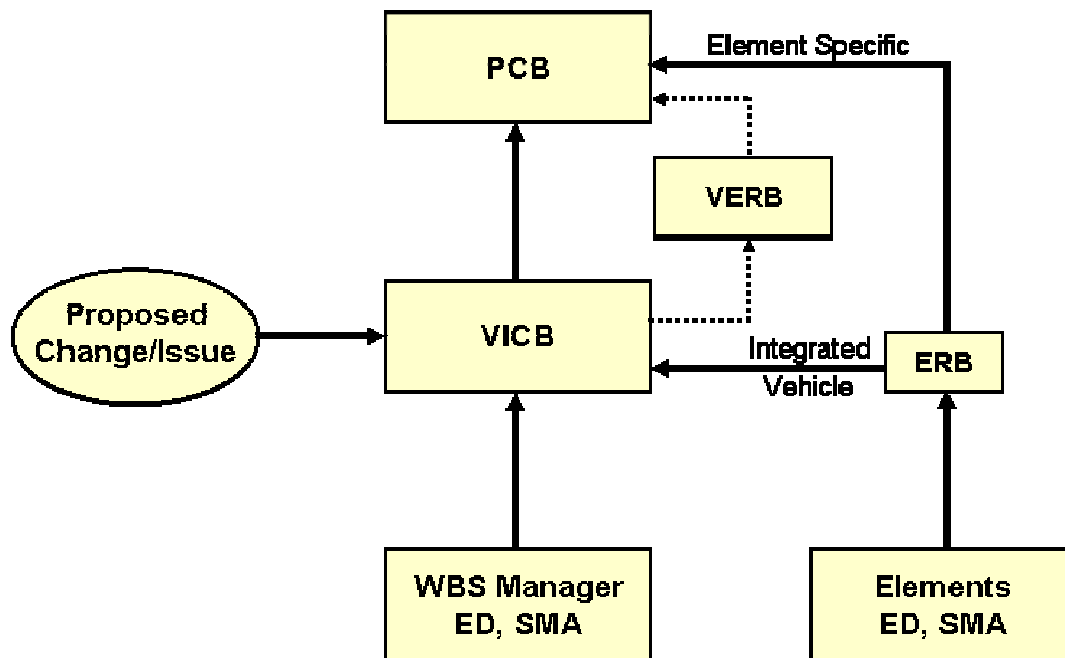 Element Specific
PCB
VERB
Proposed
Change/Issue
VICB
Integrated
Vehicle
ERB
WBS Manager
ED, SMA
Elements
ED, SMA